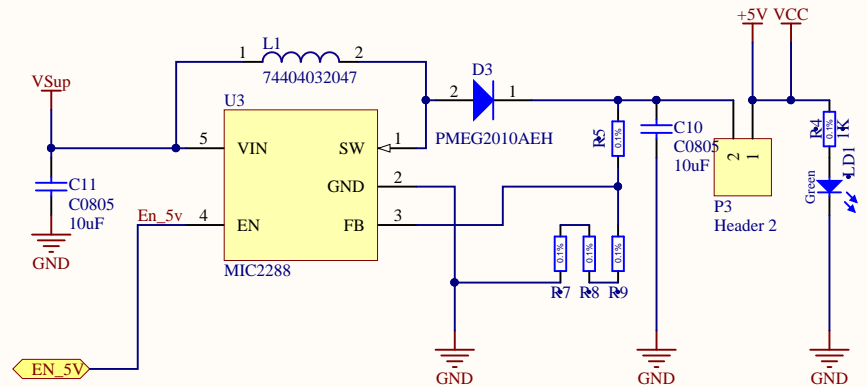 +5V VCC
L1
1 2
74404032047
D3
2 1
PMEG2010AEH
VSup
U3
5 VIN
SW 1
GND 2
4 EN
FB 3
MIC2288
C11
C0805
10uF
GND
En_5v
R5
0.1%
C10
C0805
10uF
2 1
P3
Header 2
R4
0.1%
1K
LD1
Green
0.1% 0.1% 0.1%
R7 R8 R9
GND
GND
GND
EN_5V